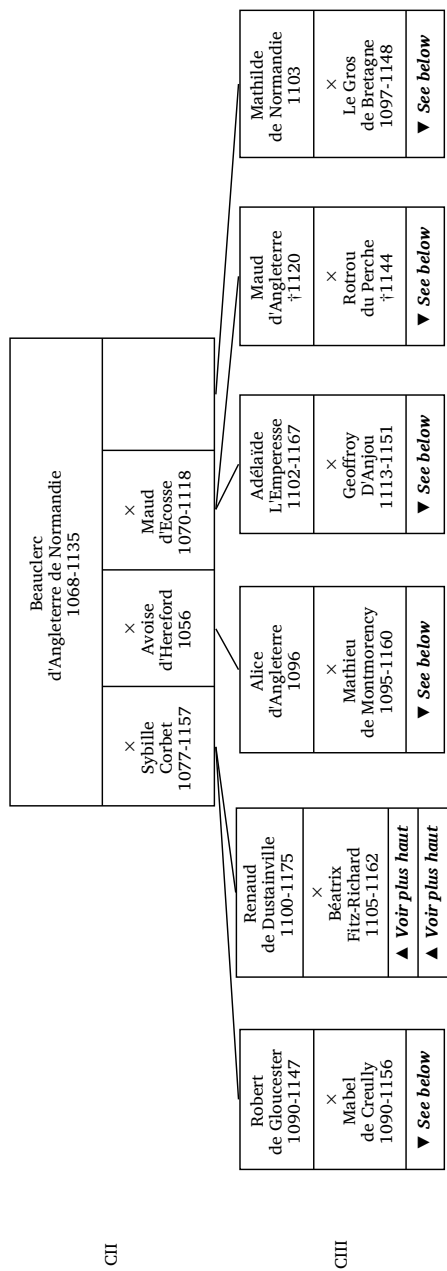 CII
Beauclerc
d'Angleterre de Normandie
1068-1135
×
Sybille
Corbet
1077-1157
×
Avoise
d'Hereford
1056
×
Maud
d'Ecosse
1070-1118
CIII
Robert
de Gloucester
1090-1147
×
Mabel
de Creully
1090-1156
▼ See below
Renaud
de Dustainville
1100-1175
×
Béatrix
Fitz-Richard
1105-1162
▲ Voir plus haut
▲ Voir plus haut
Alice
d'Angleterre
1096
×
Mathieu
de Montmorency
1095-1160
▼ See below
Adélaïde
L'Emperesse
1102-1167
×
Geoffroy
D'Anjou
1113-1151
▼ See below
Maud
d'Angleterre
†1120
×
Rotrou
du Perche
†1144
▼ See below
Mathilde
de Normandie
1103
×
Le Gros
de Bretagne
1097-1148
▼ See below